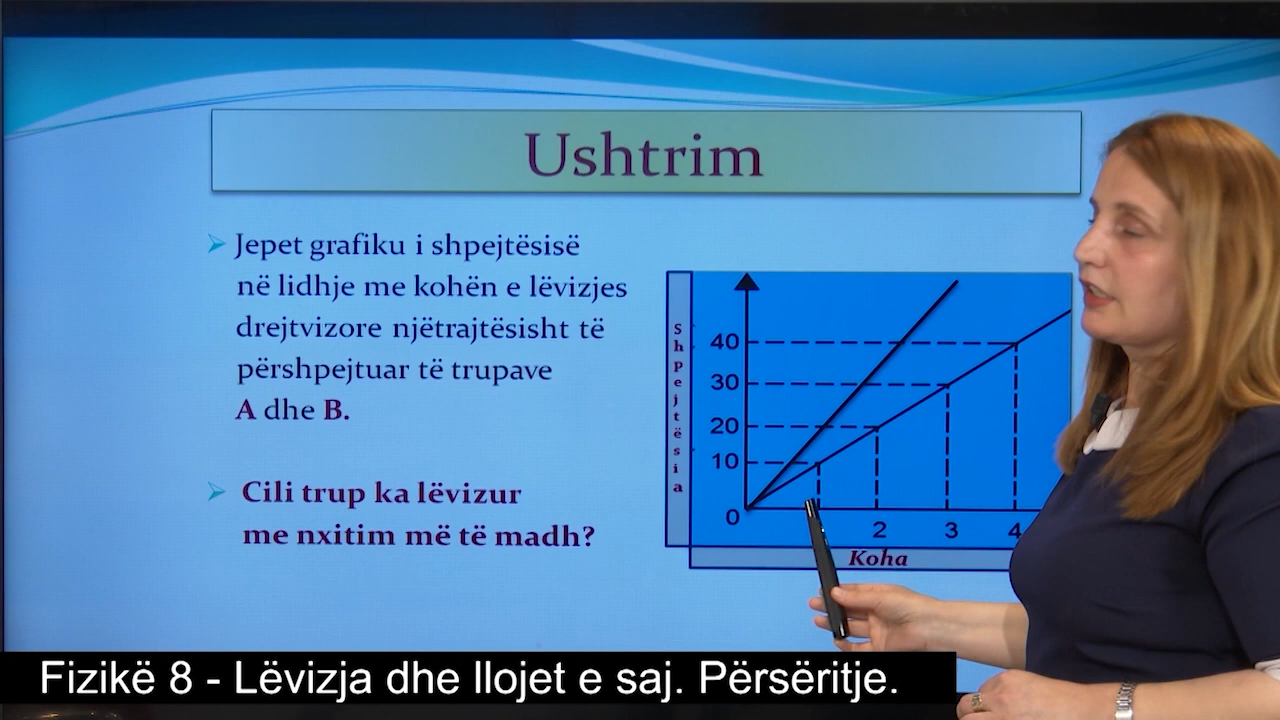 Ushtrim
Jepet grafiku i shpejtësisë
në lidhje me kohën e lëvizjes
drejtvizore njëtrajtësisht të
përshpejtuar të trupave
A dhe B.
Cili trup ka lëvizur
me nxitim më të madh?
Shpejtësia
40
30
20
10
0
2 3 4
Koha
Fizikë 8 - Lëvizja dhe llojet e saj. Përsëritje.